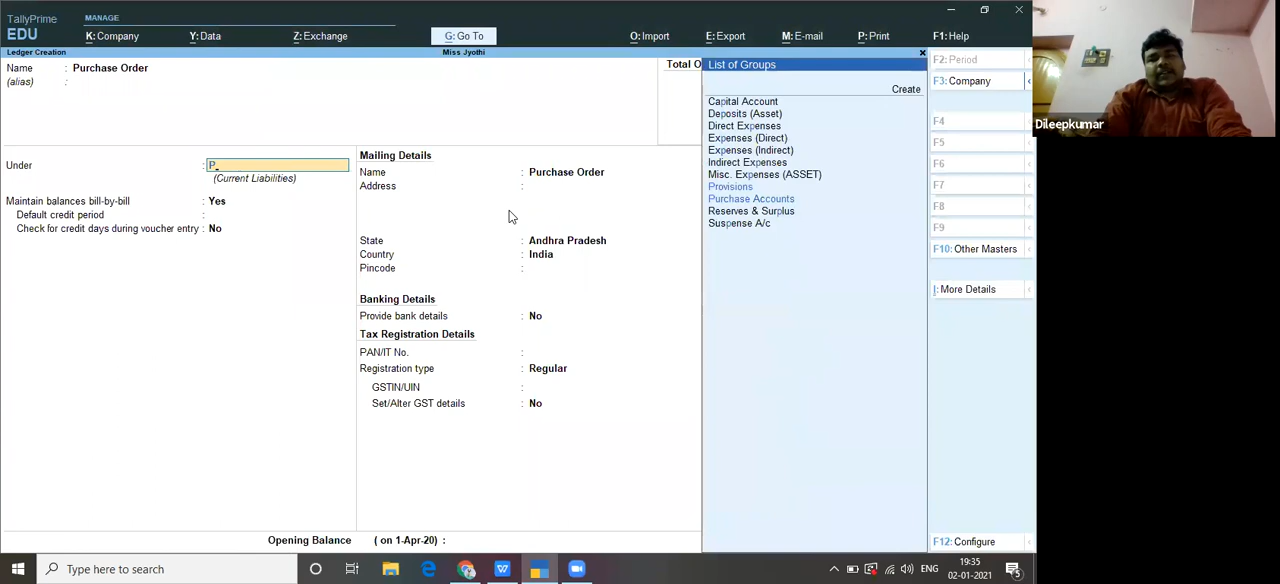 TallyPrime
EDU
MANAGE
K: Company
Y: Data
Z: Exchange
G: Go To
O: Import
E: Export
M: E-mail
P: Print
F1: Help
Ledger Creation
Miss Jyothi
Name : Purchase Order
(alias) :
Total O
Under : P
(Current Liabilities)
Maintain balances bill-by-bill : Yes
Default credit period :
Check for credit days during voucher entry : No
Mailing Details
Name : Purchase Order
Address :
State : Andhra Pradesh
Country : India
Pincode :
Banking Details
Provide bank details : No
Tax Registration Details
PAN/IT No. :
Registration type : Regular
GSTIN/UIN :
Set/Alter GST details : No
Opening Balance ( on 1-Apr-20) :
List of Groups
Create
Capital Account
Deposits (Asset)
Direct Expenses
Expenses (Direct)
Expenses (Indirect)
Indirect Expenses
Misc. Expenses (ASSET)
Provisions
Purchase Accounts
Reserves & Surplus
Suspense A/c
F2: Period
F3: Company
F4
F5
F6
F7
F8
F9
F10: Other Masters
I: More Details
F12: Configure
Dileepkumar
Type here to search
ENG
19:35
02-01-2021
5